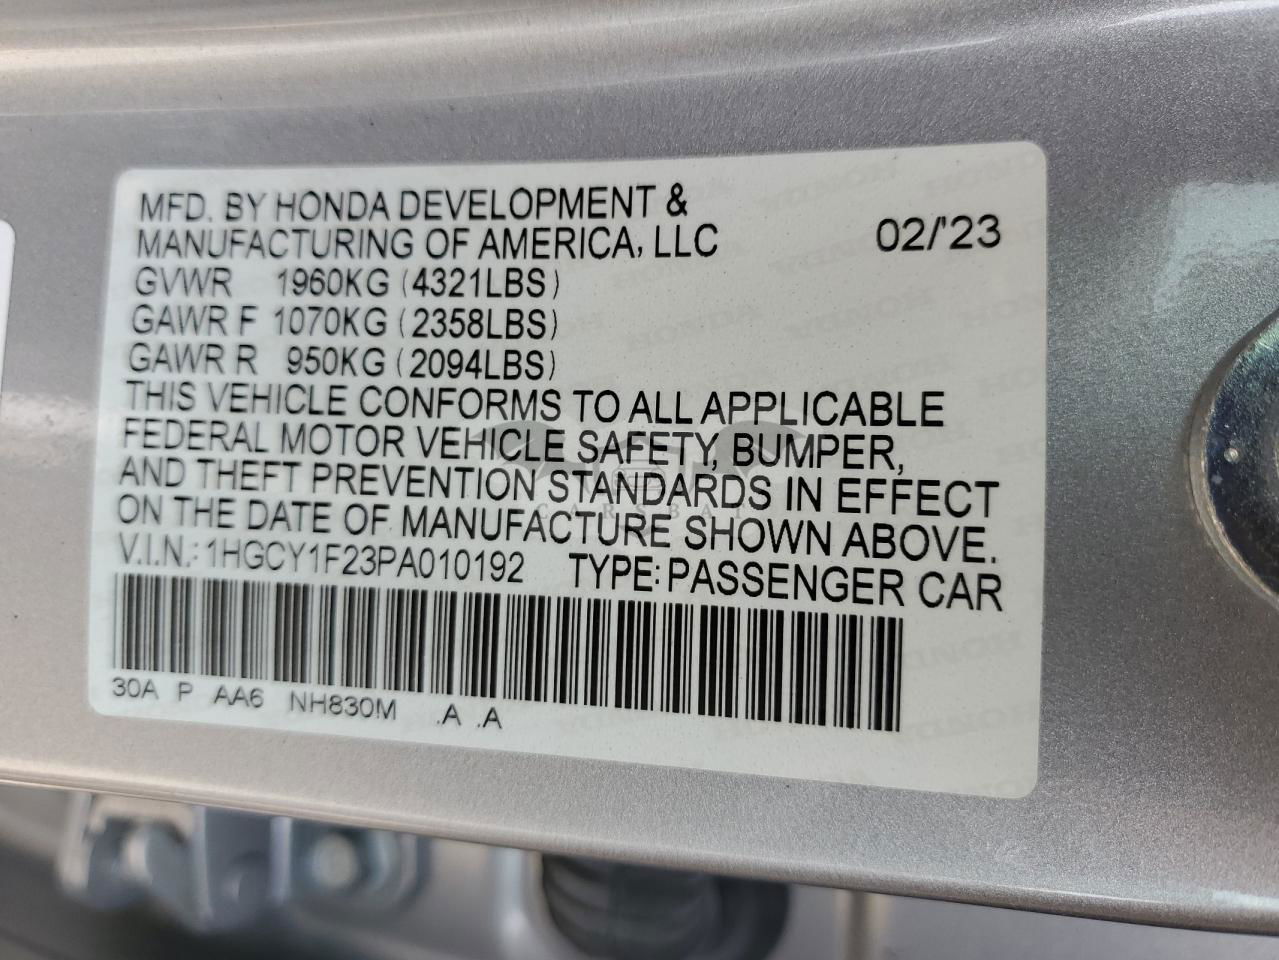 MFD. BY HONDA DEVELOPMENT &
MANUFACTURING OF AMERICA, LLC 02/'23
GVWR 1960KG (4321LBS)
GAWR F 1070KG (2358LBS)
GAWR R 950KG (2094LBS)
THIS VEHICLE CONFORMS TO ALL APPLICABLE
FEDERAL MOTOR VEHICLE SAFETY, BUMPER,
AND THEFT PREVENTION STANDARDS IN EFFECT
ON THE DATE OF MANUFACTURE SHOWN ABOVE.
V.I.N.: 1HGCY1F23PA010192 TYPE: PASSENGER CAR
30A P AA6 NH830M .A .A